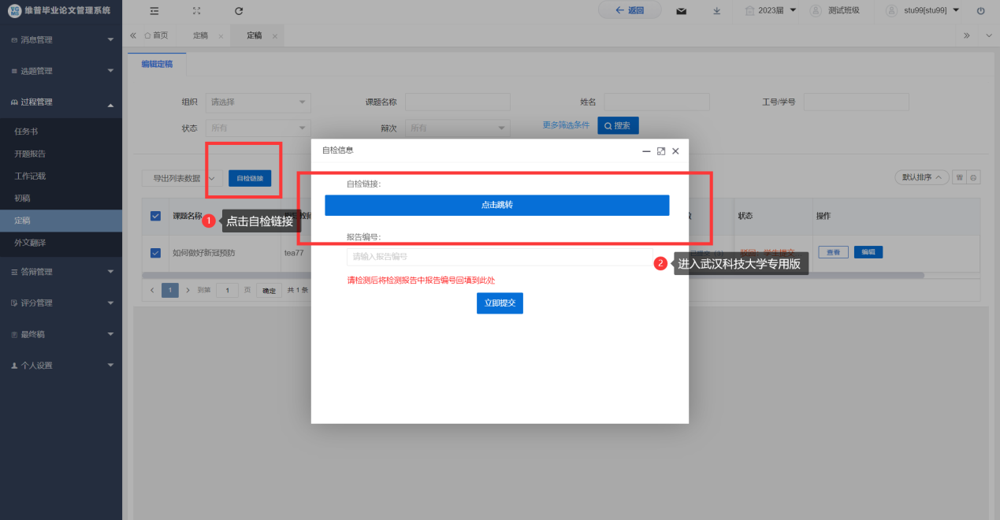 维普毕业论文管理系统
返回
2023届
测试班级
stu99[stu99]
消息管理
首页
定稿
定稿
编辑定稿
选题管理
过程管理
组织
请选择
课题名称
姓名
工号/学号
任务书
状态
所有
辩次
所有
更多筛选条件
搜索
开题报告
自检信息
工作记载
导出列表数据
自检链接
自检链接：
默认排序
初稿
点击跳转
定稿
课题名称
1
点击自检链接
状态
操作
外文翻译
报告编号：
如何做好新冠预防
tea77
请输入报告编号
驳回：学生提交
查看
编辑
2
进入武汉科技大学专用版
答辩管理
请检测后将检测报告中报告编号回填到此处
1
到第
1
页
确定
共 1 条
评分管理
立即提交
最终稿
个人设置